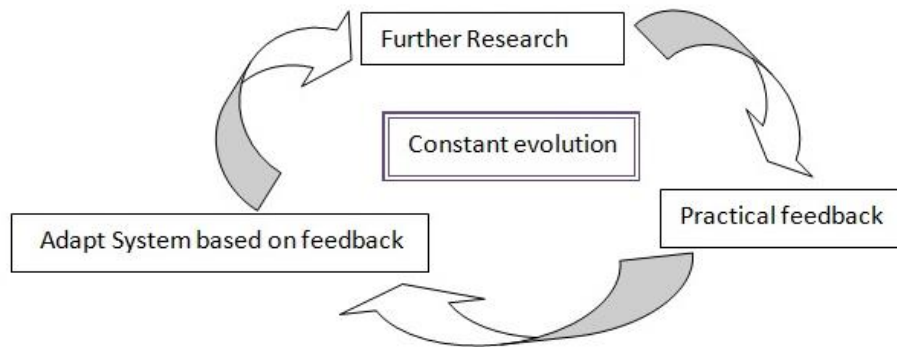 Further Research
Constant evolution
Practical feedback
Adapt System based on feedback